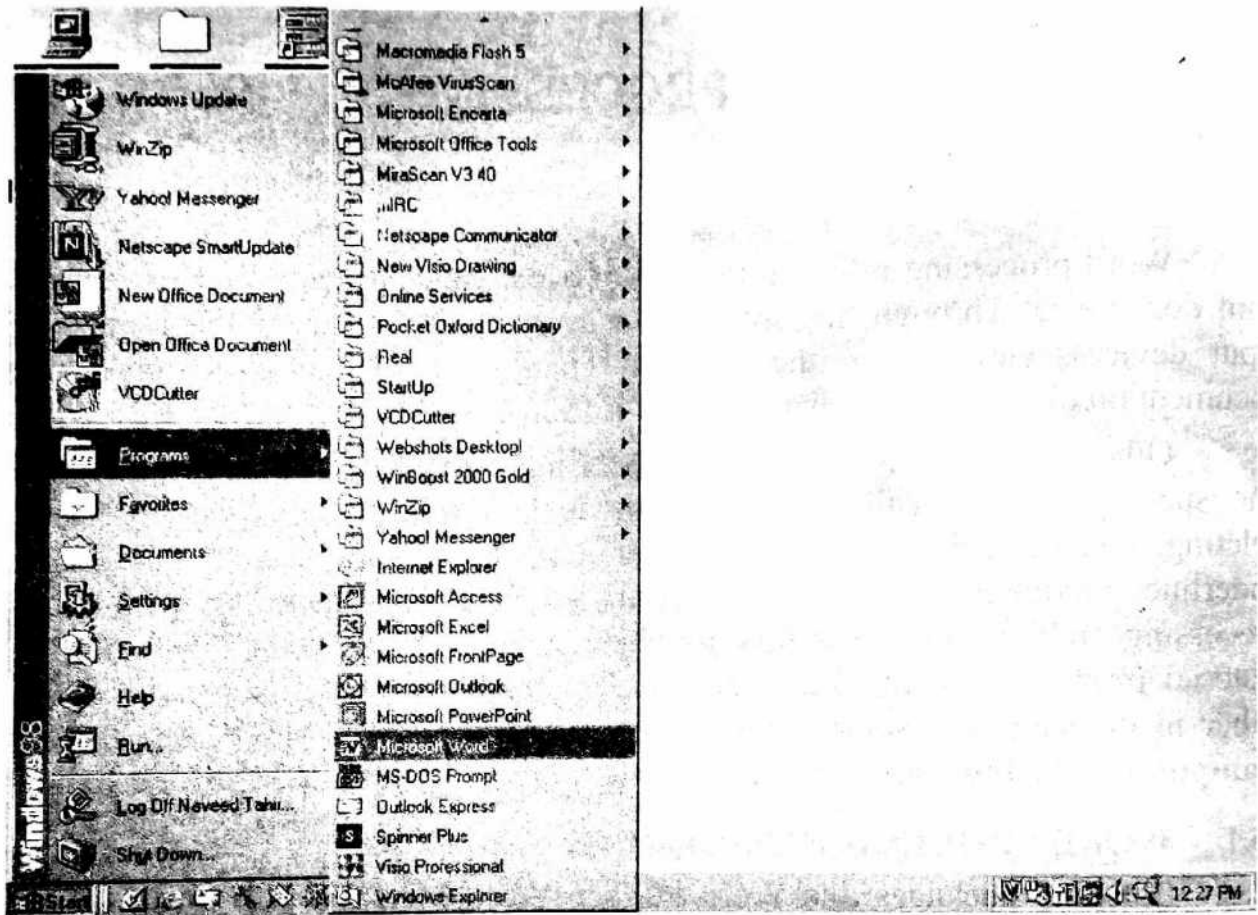 Windows Update
WinZip
Yahoo! Messenger
Netscape SmartUpdate
New Office Document
Open Office Document
VCDCutter
Programs
Favorites
Documents
Settings
Find
Help
Run...
Log Off Naveed Tahir...
Shut Down...
Windows98
Macromedia Flash 5
McAfee VirusScan
Microsoft Encarta
Microsoft Office Tools
MiraScan V3.40
mIRC
Netscape Communicator
New Visio Drawing
Online Services
Pocket Oxford Dictionary
Real
StartUp
VCDCutter
Webshots Desktop!
WinBoost 2000 Gold
WinZip
Yahoo! Messenger
Internet Explorer
Microsoft Access
Microsoft Excel
Microsoft FrontPage
Microsoft Outlook
Microsoft PowerPoint
Microsoft Word
MS-DOS Prompt
Outlook Express
Spinner Plus
Visio Professional
Windows Explorer
Start
12:27 PM